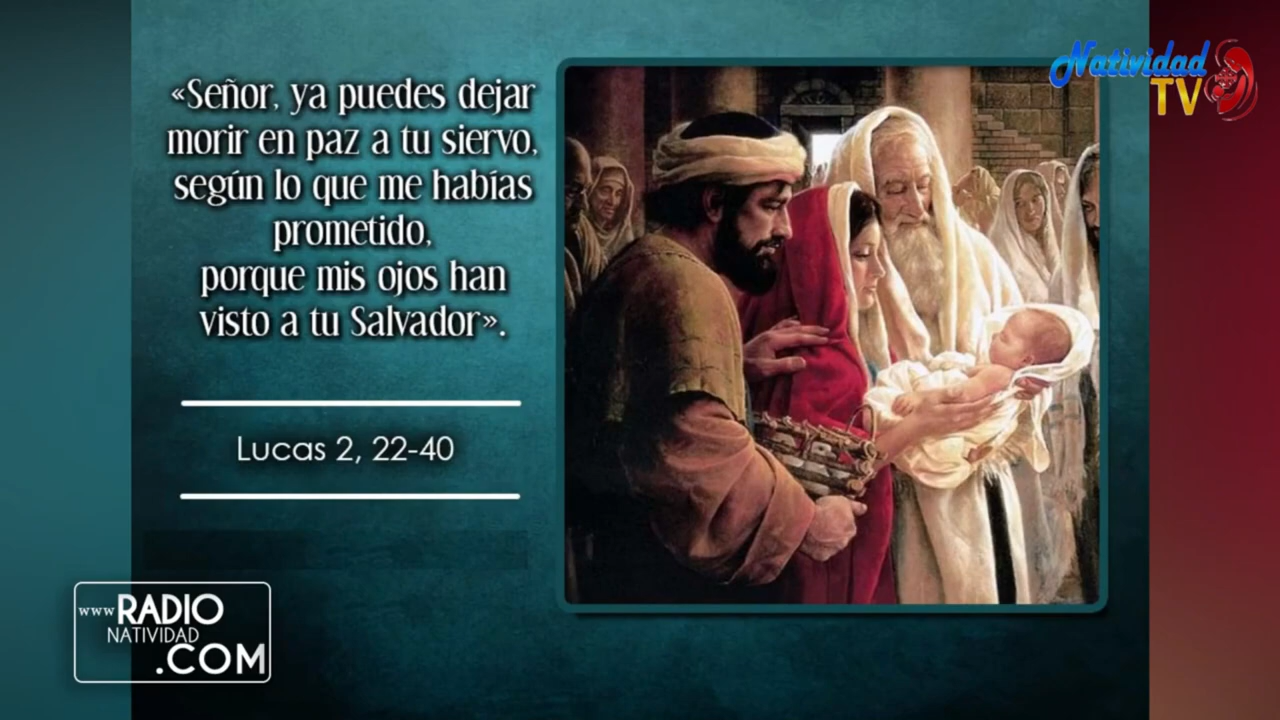 «Señor, ya puedes dejar
morir en paz a tu siervo,
según lo que me habías
prometido,
porque mis ojos han
visto a tu Salvador».
Lucas 2, 22-40
Natividad
TV
www RADIO
NATIVIDAD
.COM